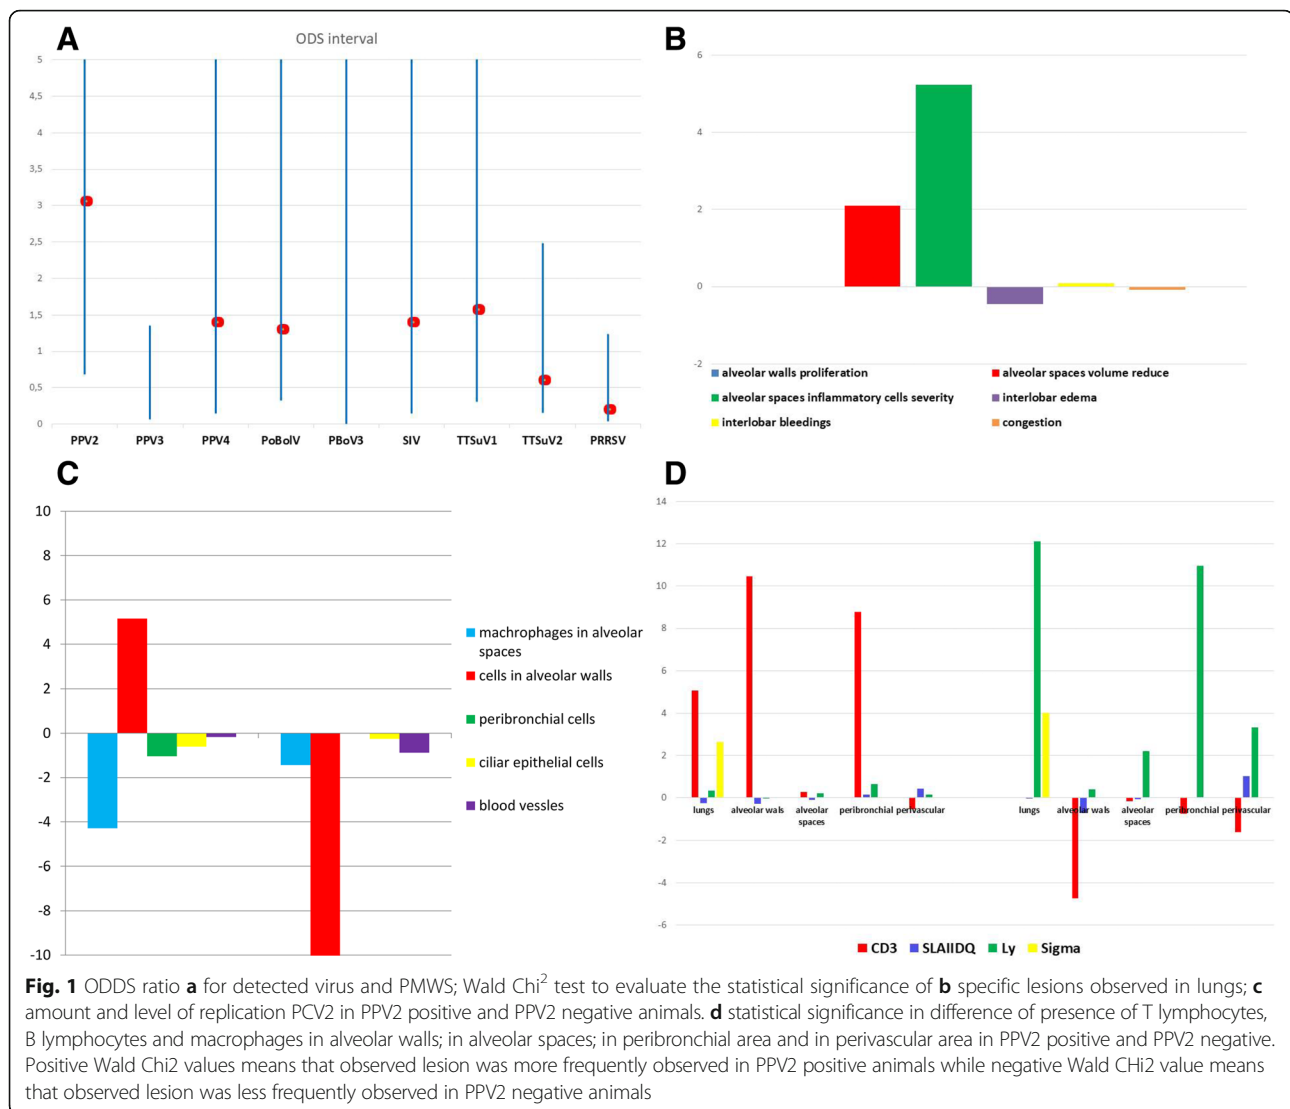 A
ODS interval
5
4,5
4
3,5
3
2,5
2
1,5
1
0,5
0
PPV2 PPV3 PPV4 PoBolV PBoV3 SIV TTSuV1 TTSuV2 PRRSV
B
6
4
2
0
-2
alveolar walls proliferation
alveolar spaces volume reduce
alveolar spaces inflammatory cells severity
interlobar edema
interlobar bleedings
congestion
C
10
8
6
4
2
0
-2
-4
-6
-8
-10
machrophages in alveolar
spaces
cells in alveolar walls
peribronchial cells
ciliar epithelial cells
blood vessles
D
14
12
10
8
6
4
2
0
-2
-4
-6
lungs alveolar wals alveolar spaces peribronchial perivascular lungs alveolar wals alveolar spaces peribronchial perivascular
CD3 SLAIIDQ Ly Sigma
Fig. 1 ODDS ratio a for detected virus and PMWS; Wald Chi² test to evaluate the statistical significance of b specific lesions observed in lungs; c
amount and level of replication PCV2 in PPV2 positive and PPV2 negative animals. d statistical significance in difference of presence of T lymphocytes,
B lymphocytes and macrophages in alveolar walls; in alveolar spaces; in peribronchial area and in perivascular area in PPV2 positive and PPV2 negative.
Positive Wald Chi2 values means that observed lesion was more frequently observed in PPV2 positive animals while negative Wald CHi2 value means
that observed lesion was less frequently observed in PPV2 negative animals